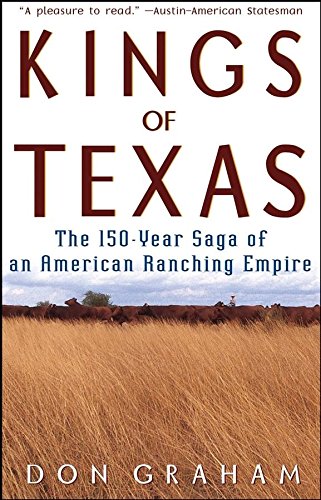 “A pleasure to read.” —Austin-American Statesman
KINGS
OF
TEXAS
The 150-Year Saga of
an American Ranching Empire
DON GRAHAM